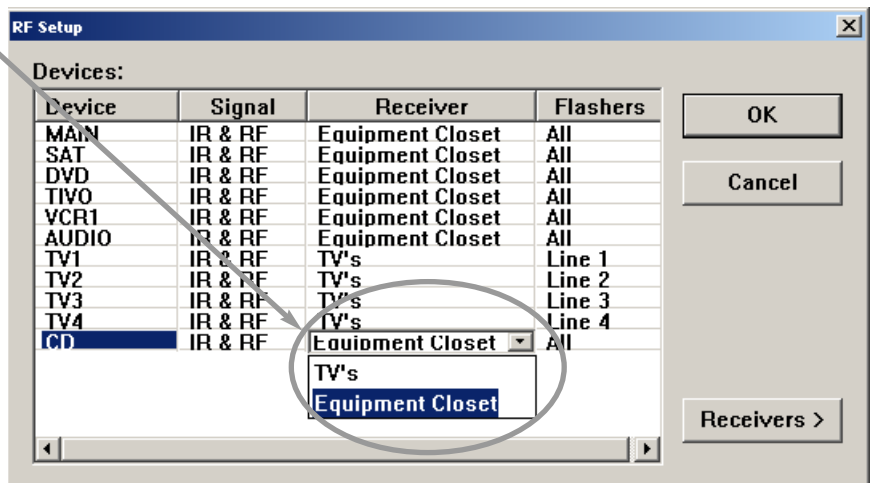 RF Setup
Devices:
Device Signal Receiver Flashers
MAIN IR & RF Equipment Closet All
SAT IR & RF Equipment Closet All
DVD IR & RF Equipment Closet All
TIVO IR & RF Equipment Closet All
VCR1 IR & RF Equipment Closet All
AUDIO IR & RF Equipment Closet All
TV1 IR & RF TV's Line 1
TV2 IR & RF TV's Line 2
TV3 IR & RF TV's Line 3
TV4 IR & RF TV's Line 4
CD IR & RF Equipment Closet All
TV's
Equipment Closet
OK
Cancel
Receivers >